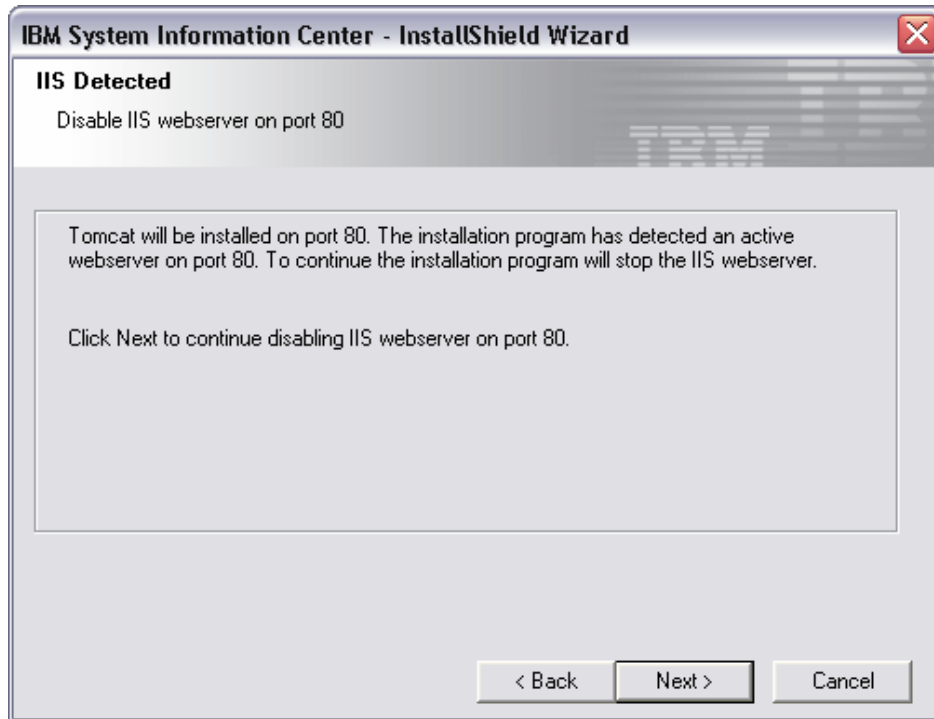 IBM System Information Center - InstallShield Wizard
IIS Detected
Disable IIS webserver on port 80
IBM
Tomcat will be installed on port 80. The installation program has detected an active
webserver on port 80. To continue the installation program will stop the IIS webserver.
Click Next to continue disabling IIS webserver on port 80.
< Back
Next >
Cancel